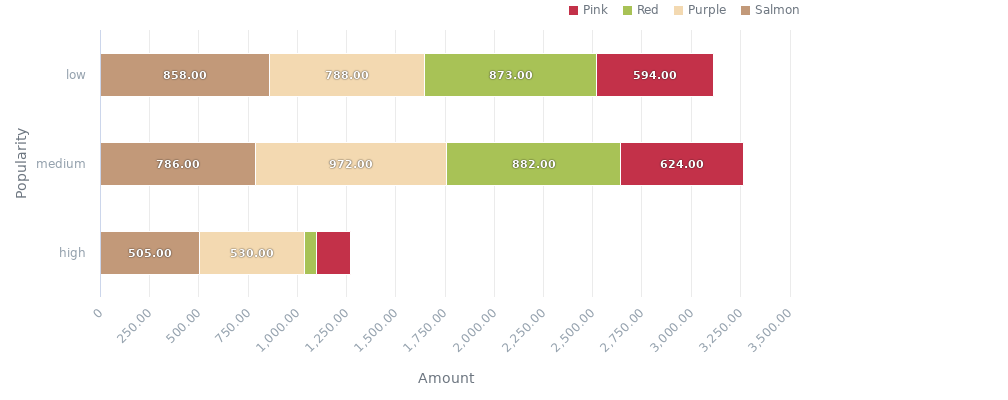 Pink Red Purple Salmon
low 858.00 788.00 873.00 594.00
medium 786.00 972.00 882.00 624.00
high 505.00 530.00
Popularity
0 250.00 500.00 750.00 1,000.00 1,250.00 1,500.00 1,750.00 2,000.00 2,250.00 2,500.00 2,750.00 3,000.00 3,250.00 3,500.00
Amount